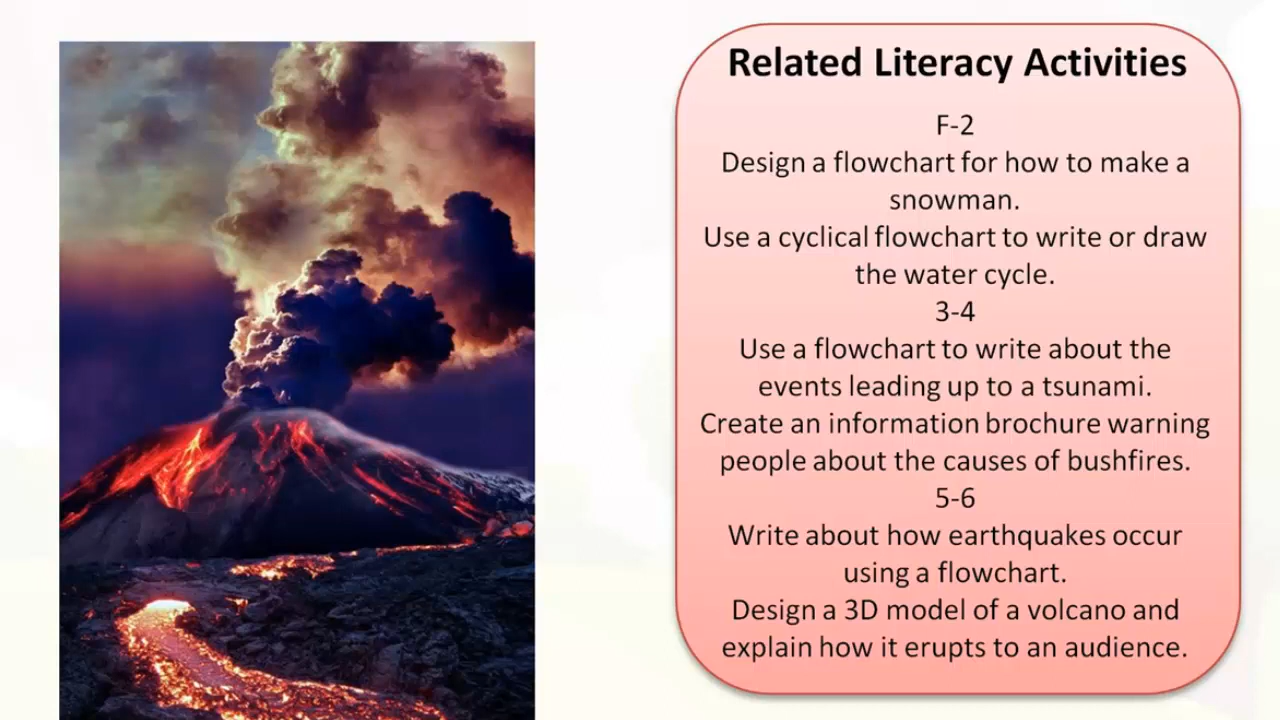 Related Literacy Activities
F-2
Design a flowchart for how to make a
snowman.
Use a cyclical flowchart to write or draw
the water cycle.
3-4
Use a flowchart to write about the
events leading up to a tsunami.
Create an information brochure warning
people about the causes of bushfires.
5-6
Write about how earthquakes occur
using a flowchart.
Design a 3D model of a volcano and
explain how it erupts to an audience.